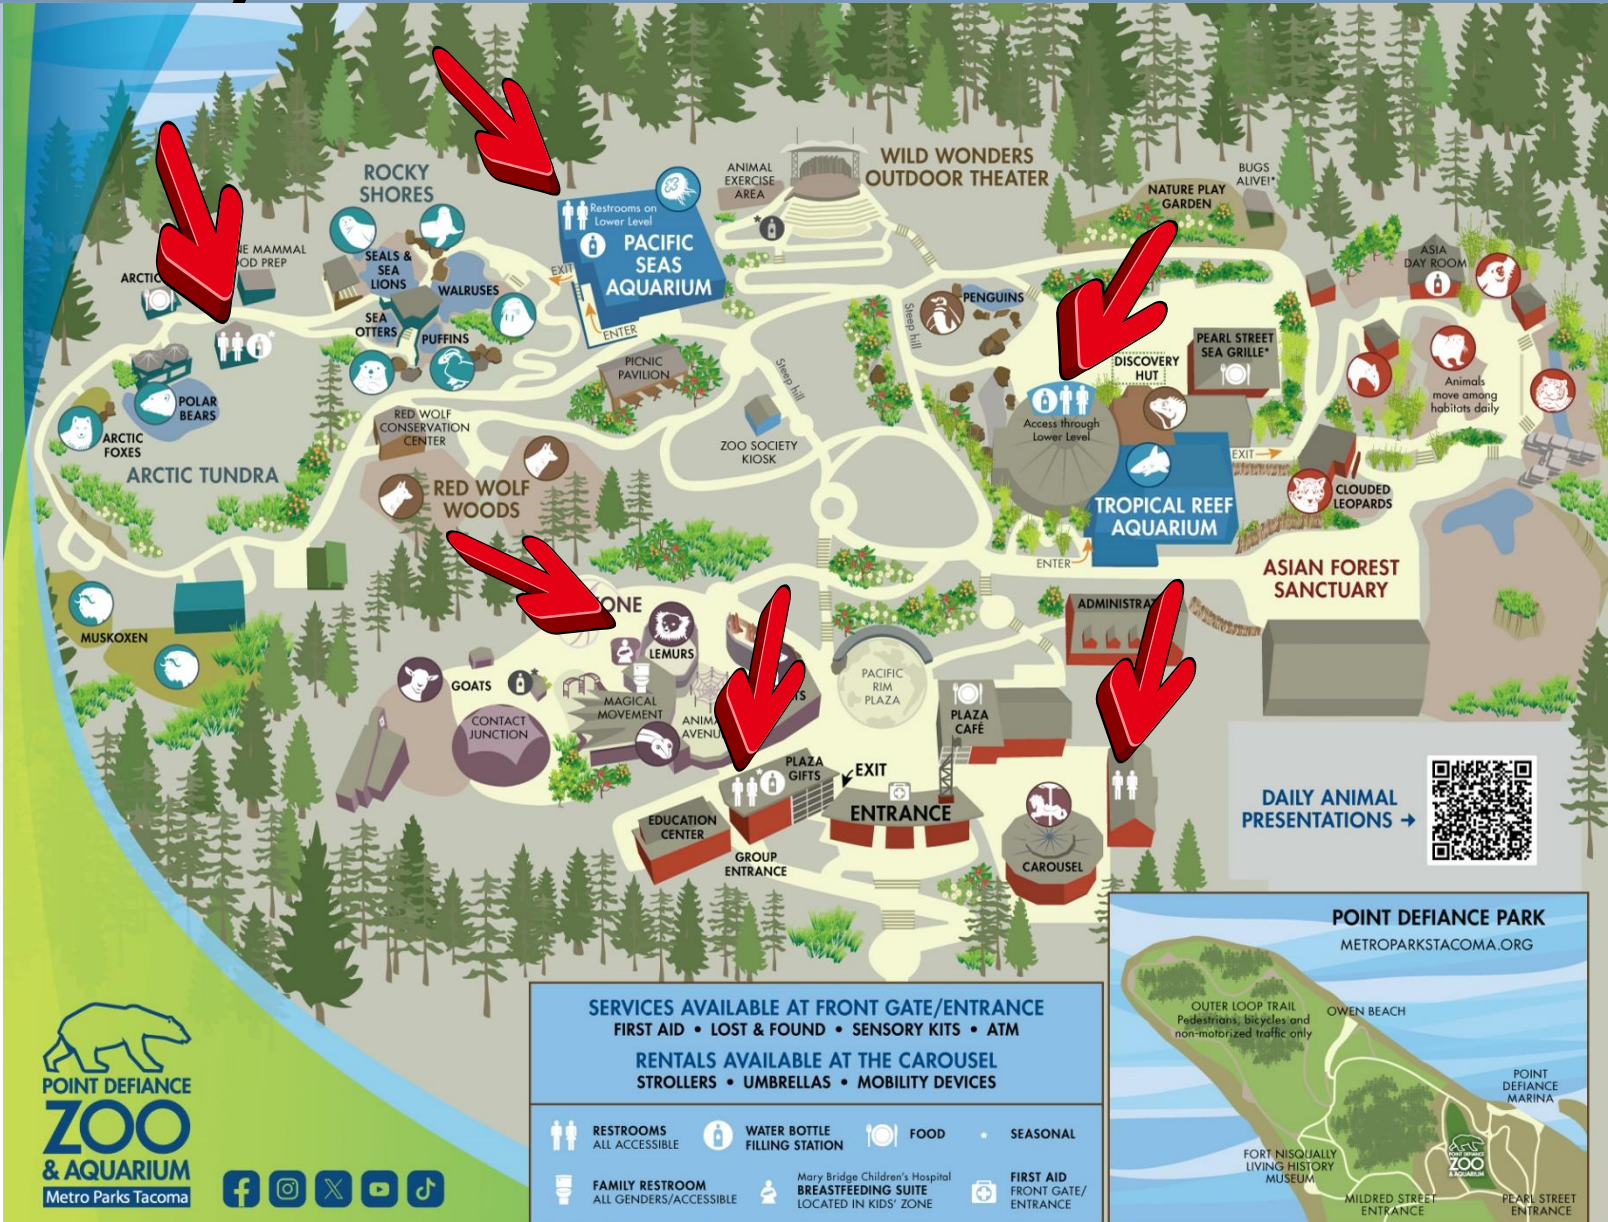 ROCKY
SHORES
ANIMAL
EXERCISE
AREA
WILD WONDERS
OUTDOOR THEATER
BUGS
ALIVE!*
NATURE PLAY
GARDEN
Restrooms on
Lower Level
PACIFIC
SEAS
AQUARIUM
EXIT
ENTER
MAMMAL
SEALS &
SEA
LIONS
WALRUSES
SEA
OTTERS
PUFFINS
PICNIC
PAVILION
Steep hill
Steep hill
PENGUINS
ASIA
DAY ROOM
PEARL STREET
SEA GRILLE*
DISCOVERY
HUT
Animals
move among
habitats daily
POLAR
BEARS
ARCTIC
FOXES
ARCTIC TUNDRA
RED WOLF
CONSERVATION
CENTER
RED WOLF
WOODS
ZOO SOCIETY
KIOSK
Access through
Lower Level
EXIT
TROPICAL REEF
AQUARIUM
ENTER
CLOUDED
LEOPARDS
ASIAN FOREST
SANCTUARY
MUSKOXEN
LEMURS
GOATS
*
MAGICAL
MOVEMENT
CONTACT
JUNCTION
PACIFIC
RIM
PLAZA
PLAZA
CAFÉ
PLAZA
GIFTS
EXIT
ENTRANCE
EDUCATION
CENTER
GROUP
ENTRANCE
CAROUSEL
DAILY ANIMAL
PRESENTATIONS
POINT DEFIANCE PARK
METROPARKSTACOMA.ORG
OUTER LOOP TRAIL
Pedestrians, bicycles and
non-motorized traffic only
OWEN BEACH
POINT
DEFIANCE
MARINA
FORT NISQUALLY
LIVING HISTORY
MUSEUM
POINT DEFIANCE
ZOO
& AQUARIUM
MILDRED STREET
ENTRANCE
PEARL STREET
ENTRANCE
SERVICES AVAILABLE AT FRONT GATE/ENTRANCE
FIRST AID • LOST & FOUND • SENSORY KITS • ATM
RENTALS AVAILABLE AT THE CAROUSEL
STROLLERS • UMBRELLAS • MOBILITY DEVICES
RESTROOMS
ALL ACCESSIBLE
WATER BOTTLE
FILLING STATION
FOOD
* SEASONAL
FAMILY RESTROOM
ALL GENDERS/ACCESSIBLE
Mary Bridge Children's Hospital
BREASTFEEDING SUITE
LOCATED IN KIDS' ZONE
FIRST AID
FRONT GATE/
ENTRANCE
POINT DEFIANCE
ZOO
& AQUARIUM
Metro Parks Tacoma